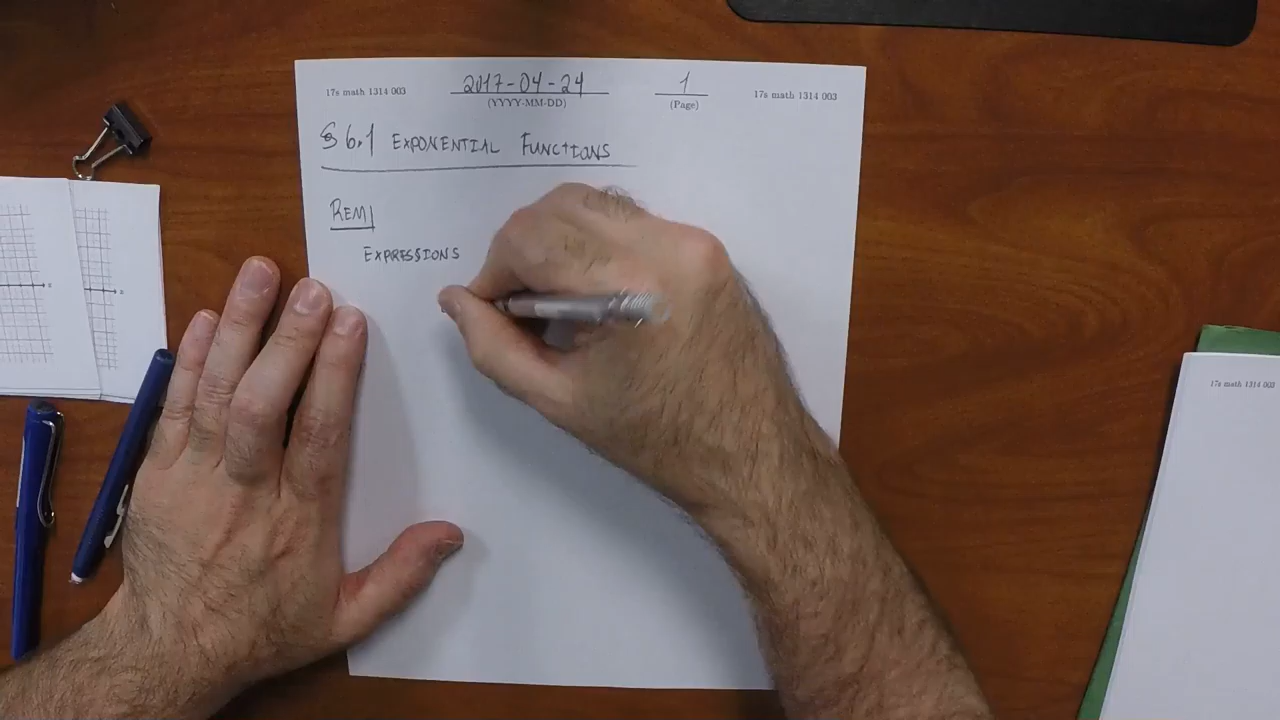 17s math 1314 003 2017-04-24 1 17s math 1314 003
(YYYY-MM-DD) (Page)
§ 6.1 EXPONENTIAL FUNCTIONS
REM
EXPRESSIONS
17s math 1314 003